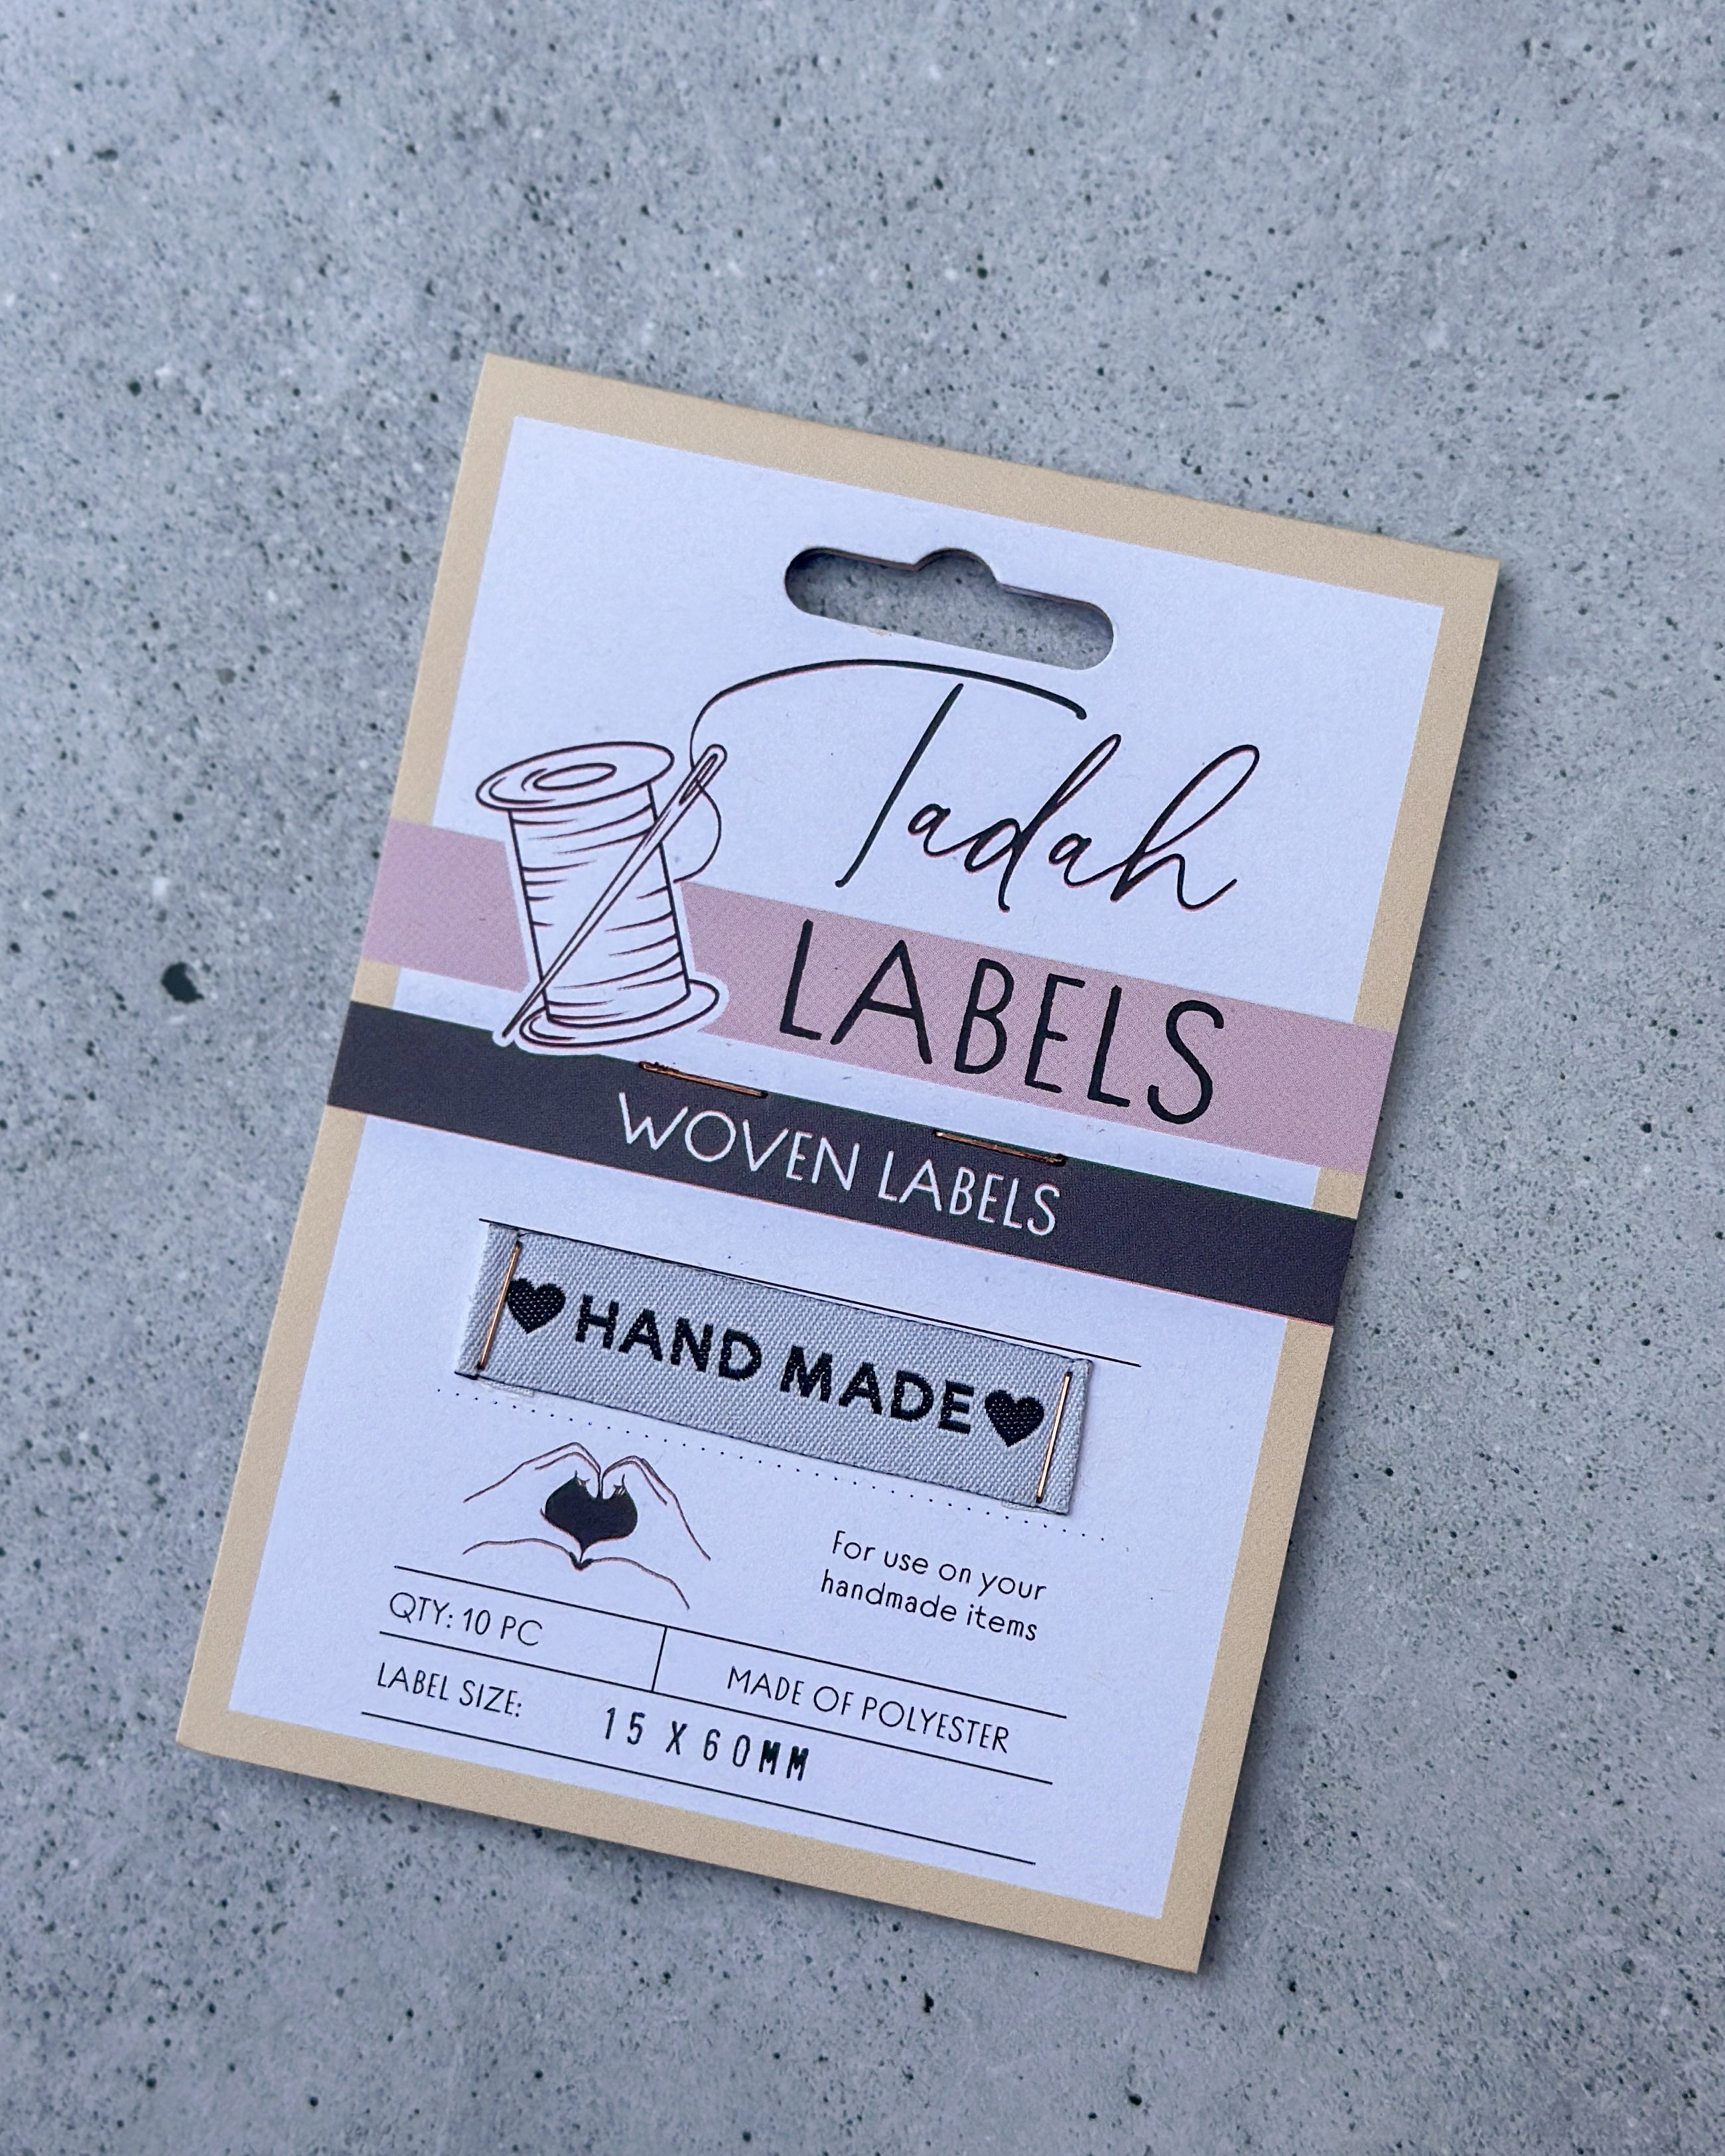 Tadah
LABELS
WOVEN LABELS
♥HAND MADE♥
For use on your
handmade items
QTY: 10 PC
MADE OF POLYESTER
LABEL SIZE: 15 X 60MM